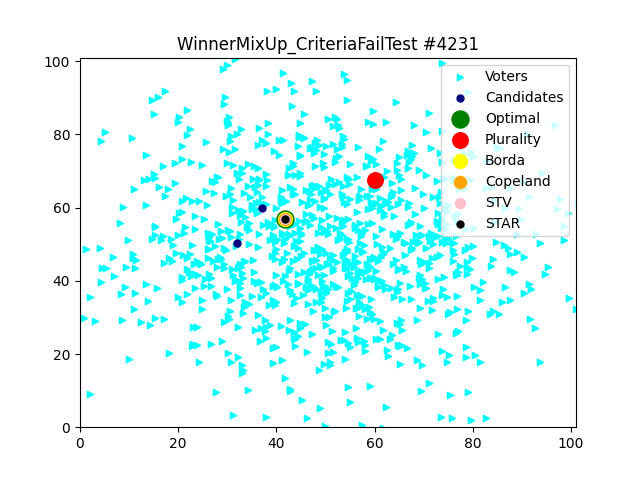 WinnerMixUp_CriteriaFailTest #4231
100
80
60
40
20
0
0
20
40
60
80
100
Voters
Candidates
Optimal
Plurality
Borda
Copeland
STV
STAR